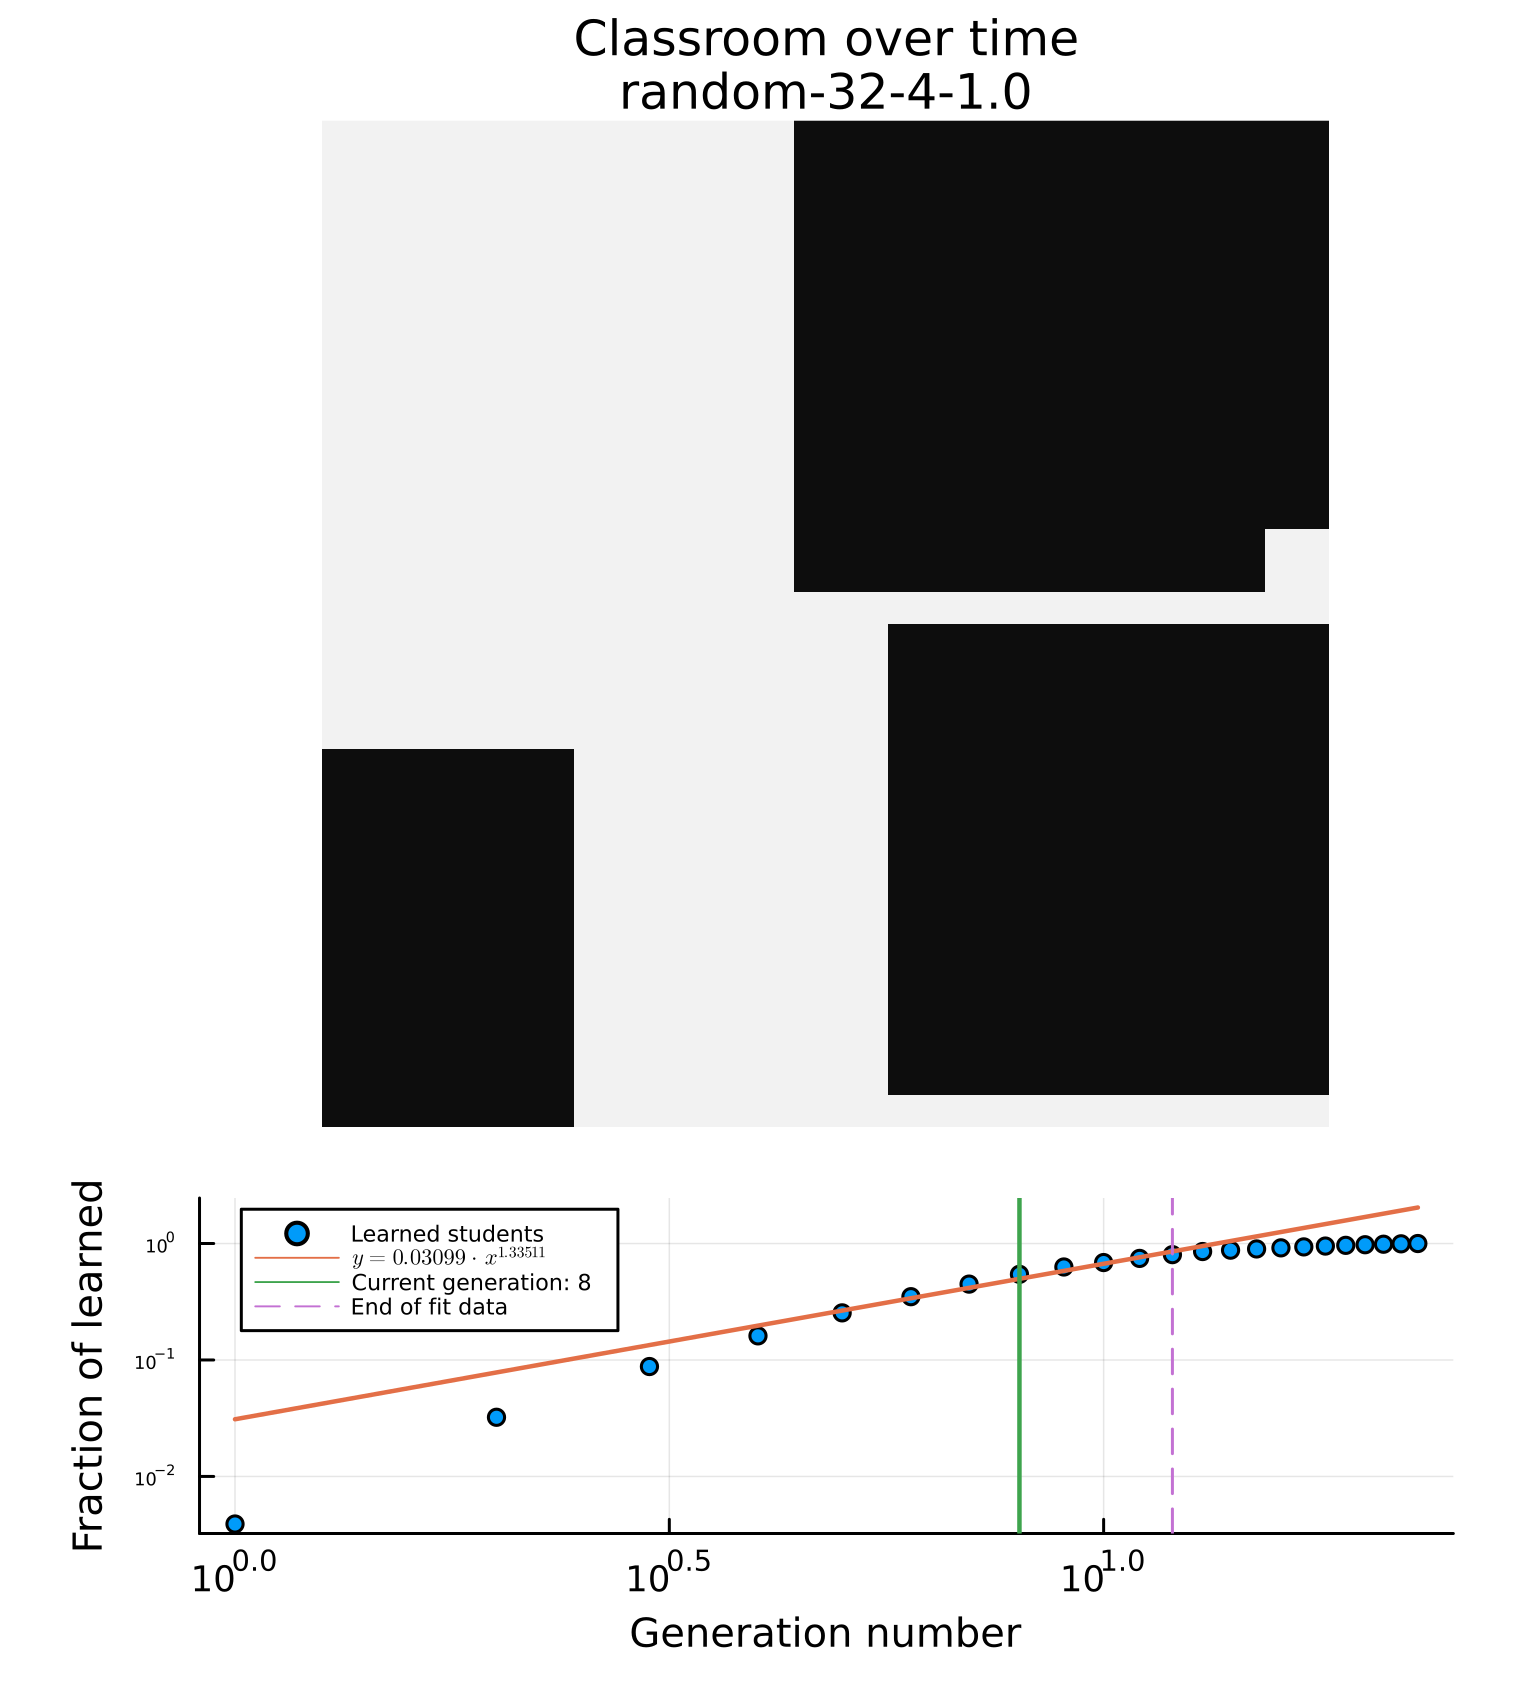 Classroom over time
random-32-4-1.0
Fraction of learned
10⁰
10⁻¹
10⁻²
Learned students
y = 0.03099 · x^1.33511
Current generation: 8
End of fit data
10^0.0
10^0.5
10^1.0
Generation number